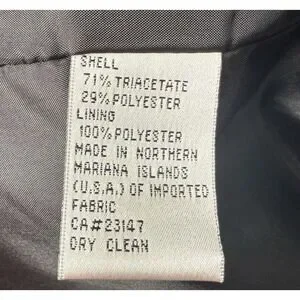 SHELL
71% TRIACETATE
29% POLYESTER
LINING
100% POLYESTER
MADE IN NORTHERN
MARIANA ISLANDS
(U.S.A.) OF IMPORTED
FABRIC
CA#23147
DRY CLEAN